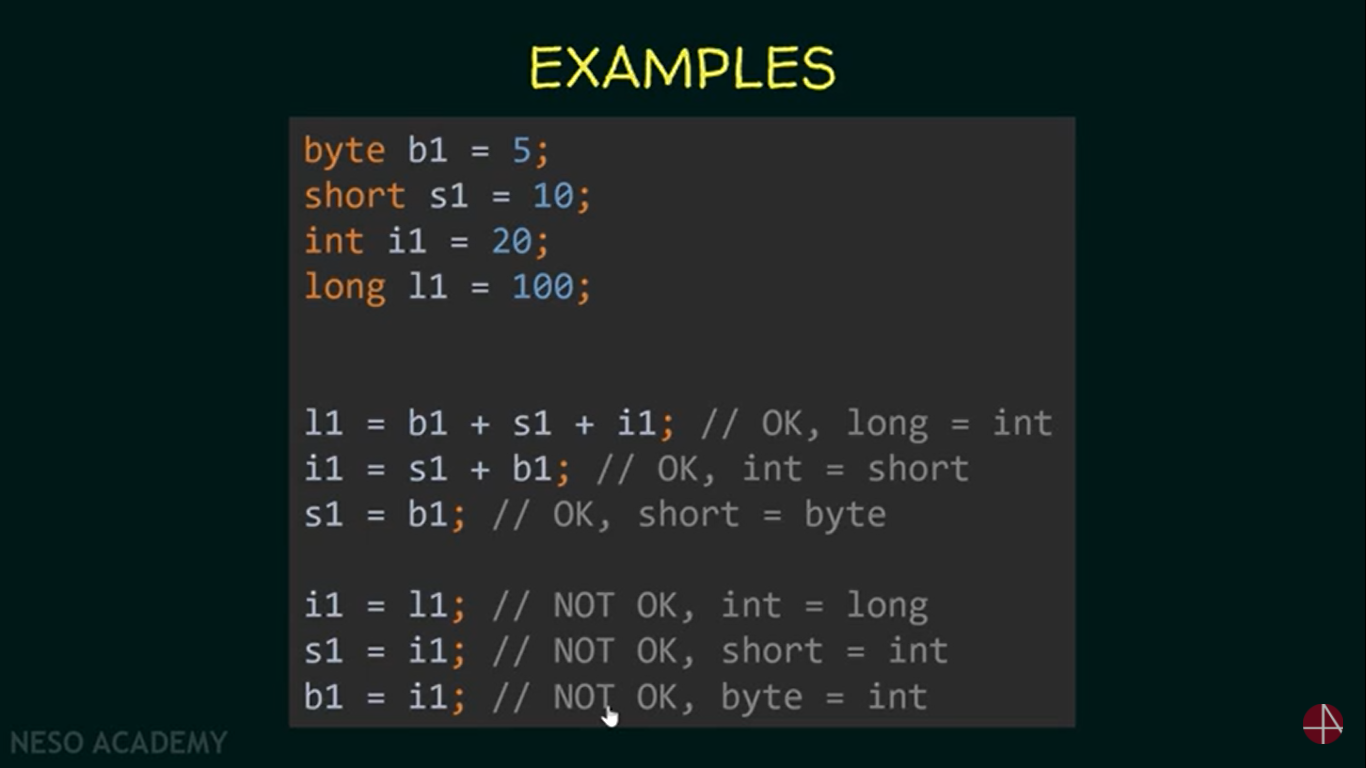 EXAMPLES
byte b1 = 5;
short s1 = 10;
int i1 = 20;
long l1 = 100;
l1 = b1 + s1 + i1; // OK, long = int
i1 = s1 + b1; // OK, int = short
s1 = b1; // OK, short = byte
i1 = l1; // NOT OK, int = long
s1 = i1; // NOT OK, short = int
b1 = i1; // NOT OK, byte = int
NESO ACADEMY